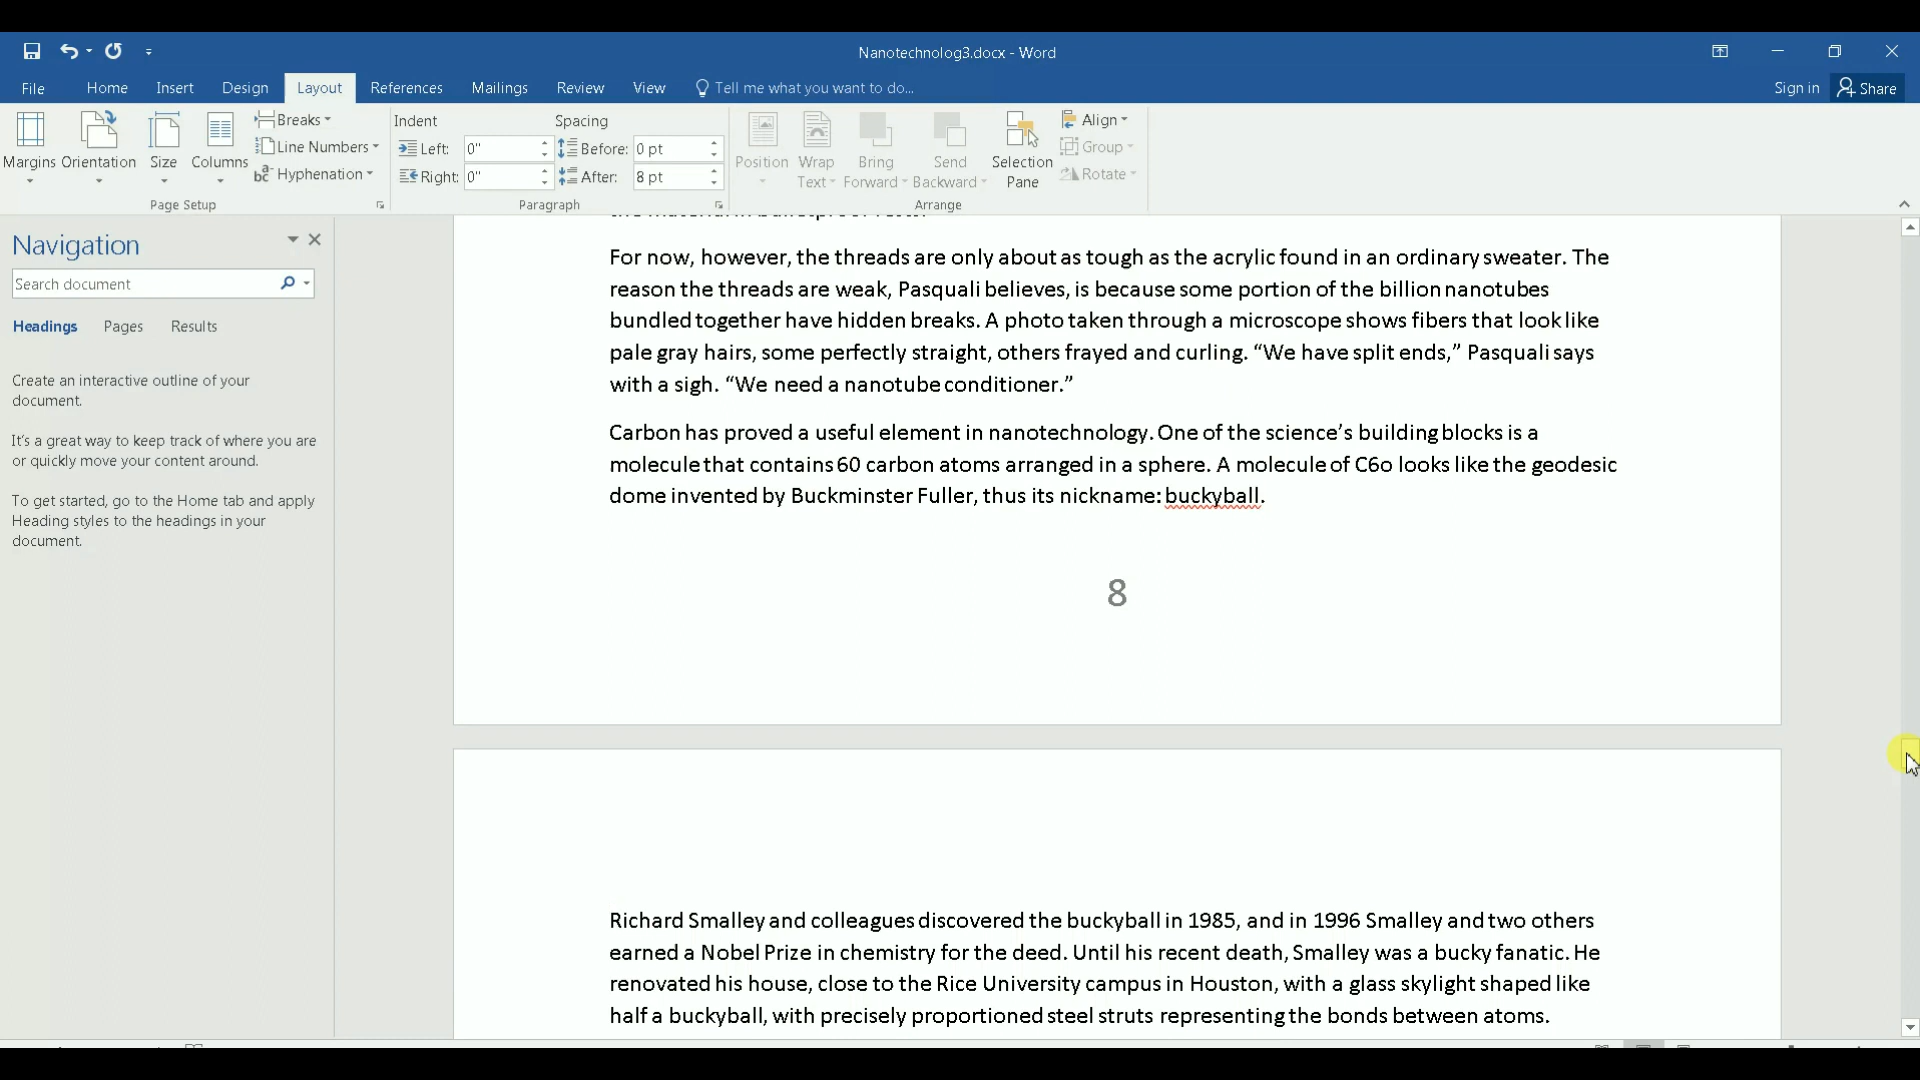 Nanotechnolog3.docx - Word
File Home Insert Design Layout References Mailings Review View Tell me what you want to do... Sign in Share
Margins Orientation Size Columns
Breaks
Line Numbers
Hyphenation
Page Setup
Indent Spacing
Left: 0" Before: 0 pt
Right: 0" After: 8 pt
Paragraph
Position Wrap Text Bring Forward Send Backward Selection Pane
Align
Group
Rotate
Arrange
Navigation
Search document
Headings Pages Results
Create an interactive outline of your
document.
It's a great way to keep track of where you are
or quickly move your content around.
To get started, go to the Home tab and apply
Heading styles to the headings in your
document.
For now, however, the threads are only about as tough as the acrylic found in an ordinary sweater. The
reason the threads are weak, Pasquali believes, is because some portion of the billion nanotubes
bundled together have hidden breaks. A photo taken through a microscope shows fibers that look like
pale gray hairs, some perfectly straight, others frayed and curling. “We have split ends,” Pasquali says
with a sigh. “We need a nanotube conditioner.”
Carbon has proved a useful element in nanotechnology. One of the science’s building blocks is a
molecule that contains 60 carbon atoms arranged in a sphere. A molecule of C6o looks like the geodesic
dome invented by Buckminster Fuller, thus its nickname: buckyball.
8
Richard Smalley and colleagues discovered the buckyball in 1985, and in 1996 Smalley and two others
earned a Nobel Prize in chemistry for the deed. Until his recent death, Smalley was a bucky fanatic. He
renovated his house, close to the Rice University campus in Houston, with a glass skylight shaped like
half a buckyball, with precisely proportioned steel struts representing the bonds between atoms.